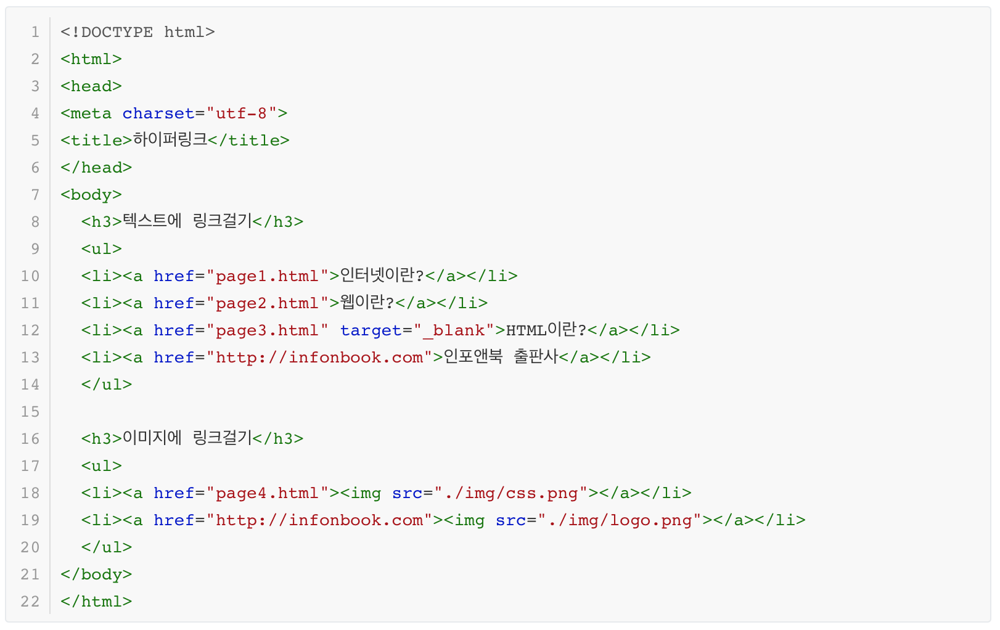 1 <!DOCTYPE html>
2 <html>
3 <head>
4 <meta charset="utf-8">
5 <title>하이퍼링크</title>
6 </head>
7 <body>
8   <h3>텍스트에 링크걸기</h3>
9   <ul>
10   <li><a href="page1.html">인터넷이란?</a></li>
11   <li><a href="page2.html">웹이란?</a></li>
12   <li><a href="page3.html" target="_blank">HTML이란?</a></li>
13   <li><a href="http://infonbook.com">인포앤북 출판사</a></li>
14   </ul>
15
16   <h3>이미지에 링크걸기</h3>
17   <ul>
18   <li><a href="page4.html"><img src="./img/css.png"></a></li>
19   <li><a href="http://infonbook.com"><img src="./img/logo.png"></a></li>
20   </ul>
21 </body>
22 </html>